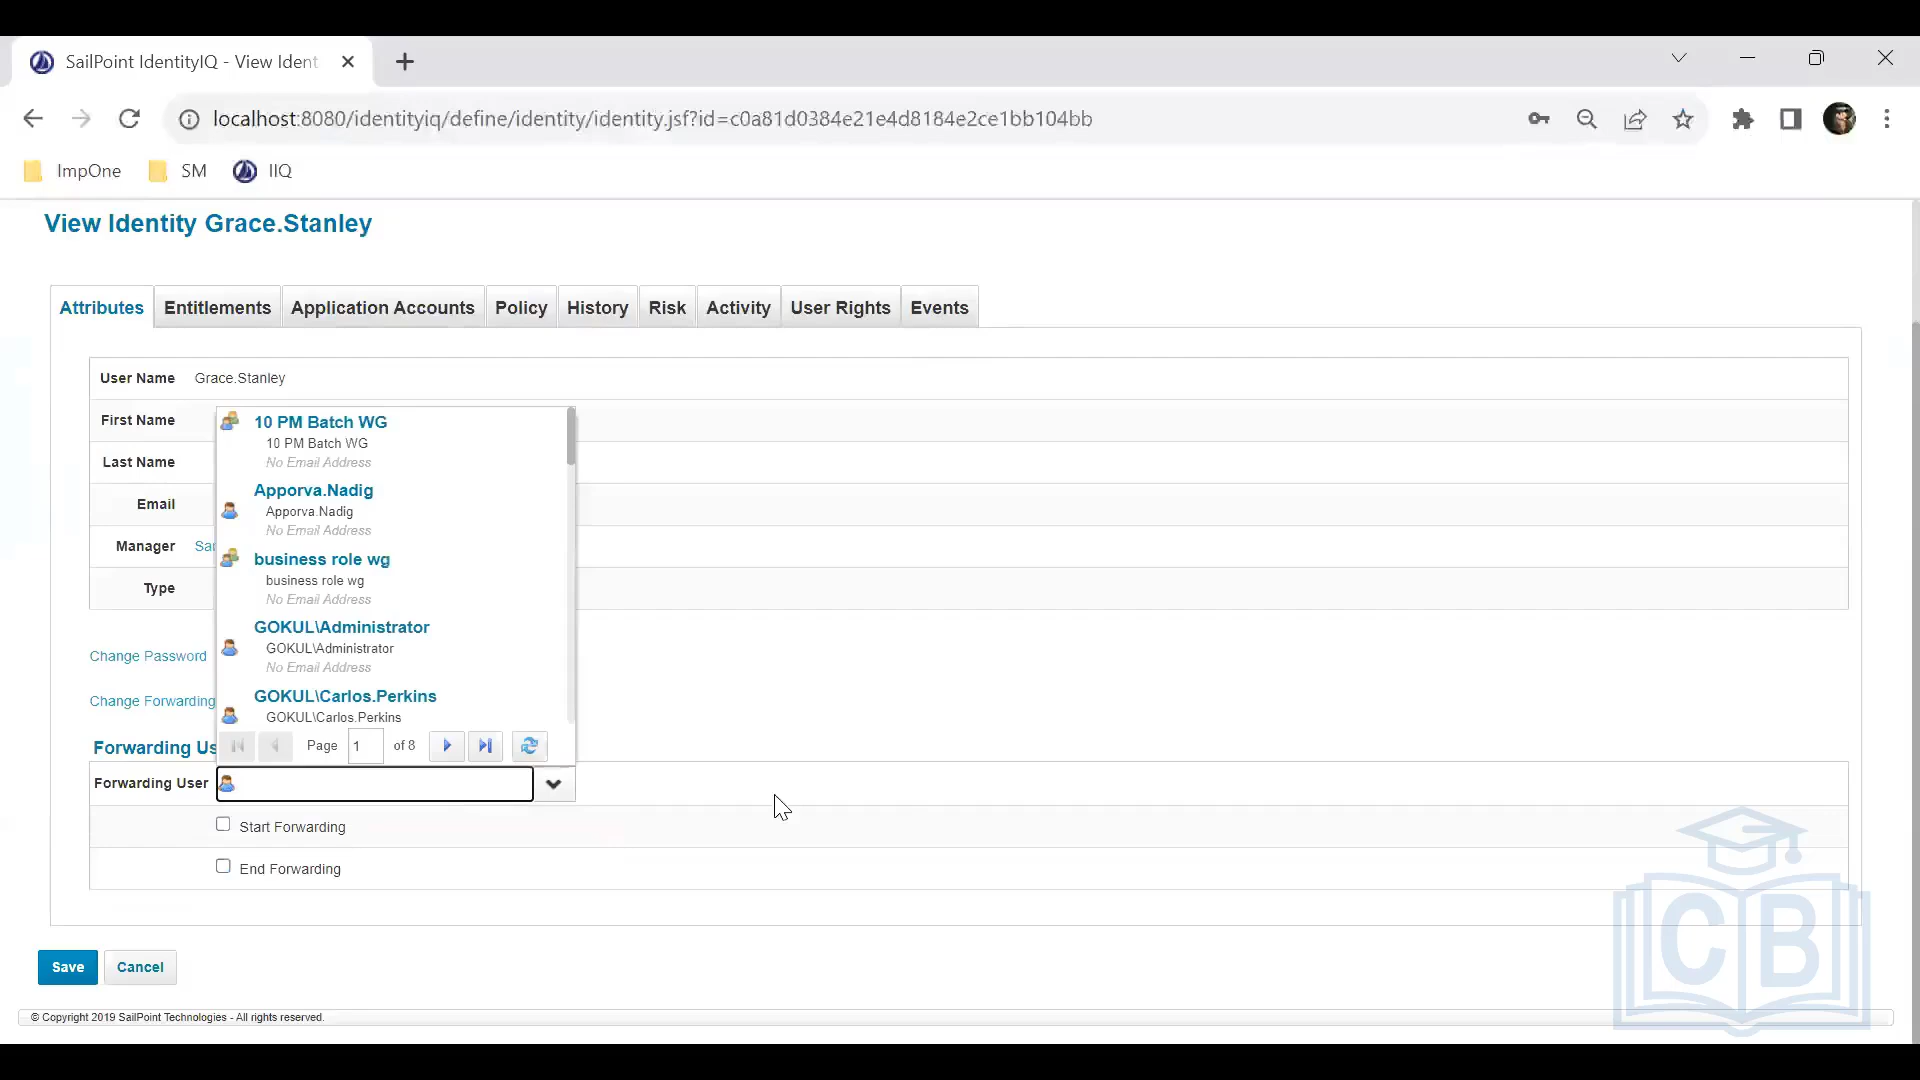 SailPoint IdentityIQ - View Ident
localhost:8080/identityiq/define/identity/identity.jsf?id=c0a81d0384e21e4d8184e2ce1bb104bb
ImpOne SM IIQ
View Identity Grace.Stanley
Attributes Entitlements Application Accounts Policy History Risk Activity User Rights Events
User Name Grace.Stanley
First Name
Last Name
Email
Manager Sar
Type
10 PM Batch WG
10 PM Batch WG
No Email Address
Apporva.Nadig
Apporva.Nadig
No Email Address
business role wg
business role wg
No Email Address
GOKUL\Administrator
GOKUL\Administrator
No Email Address
GOKUL\Carlos.Perkins
GOKUL\Carlos.Perkins
Page 1 of 8
Change Password
Change Forwarding
Forwarding Us
Forwarding User
Start Forwarding
End Forwarding
Save Cancel
© Copyright 2019 SailPoint Technologies - All rights reserved.
CB